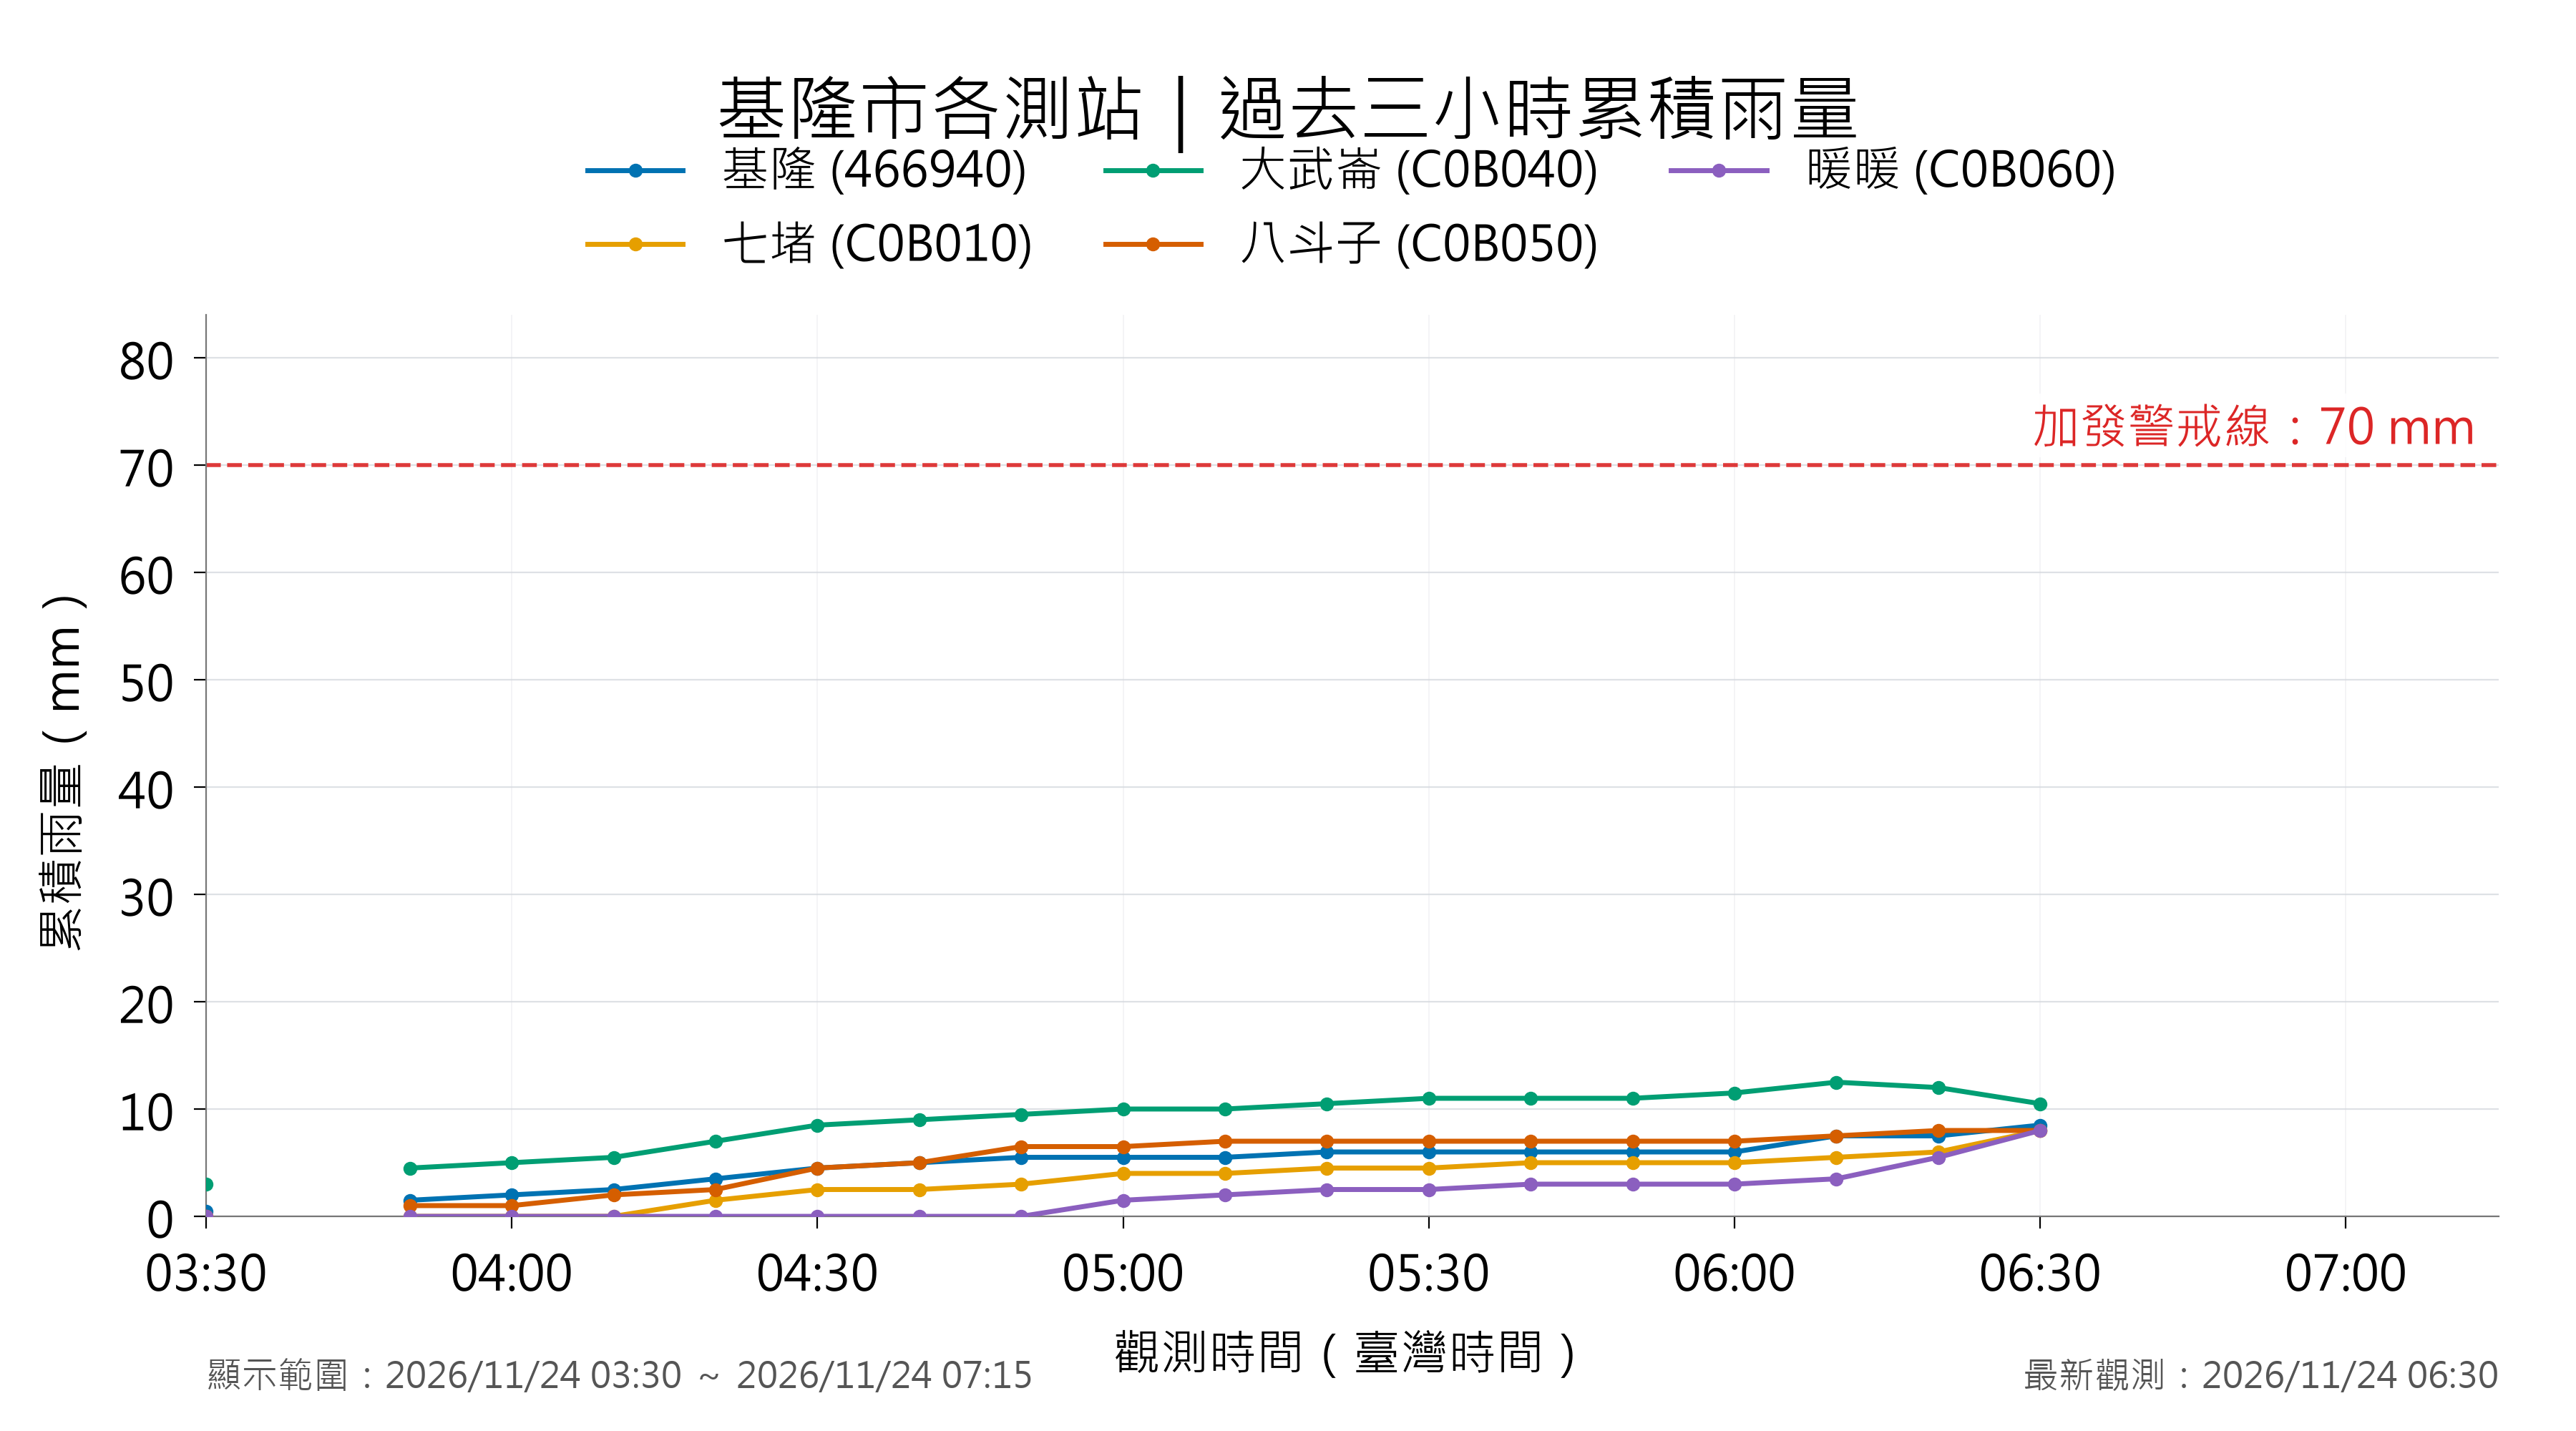 基隆市各測站｜過去三小時累積雨量
基隆 (466940)
七堵 (C0B010)
大武崙 (C0B040)
八斗子 (C0B050)
暖暖 (C0B060)
累積雨量（mm）
80
70
60
50
40
30
20
10
0
加發警戒線：70 mm
03:30
04:00
04:30
05:00
05:30
06:00
06:30
07:00
觀測時間（臺灣時間）
顯示範圍：2026/11/24 03:30 ~ 2026/11/24 07:15
最新觀測：2026/11/24 06:30